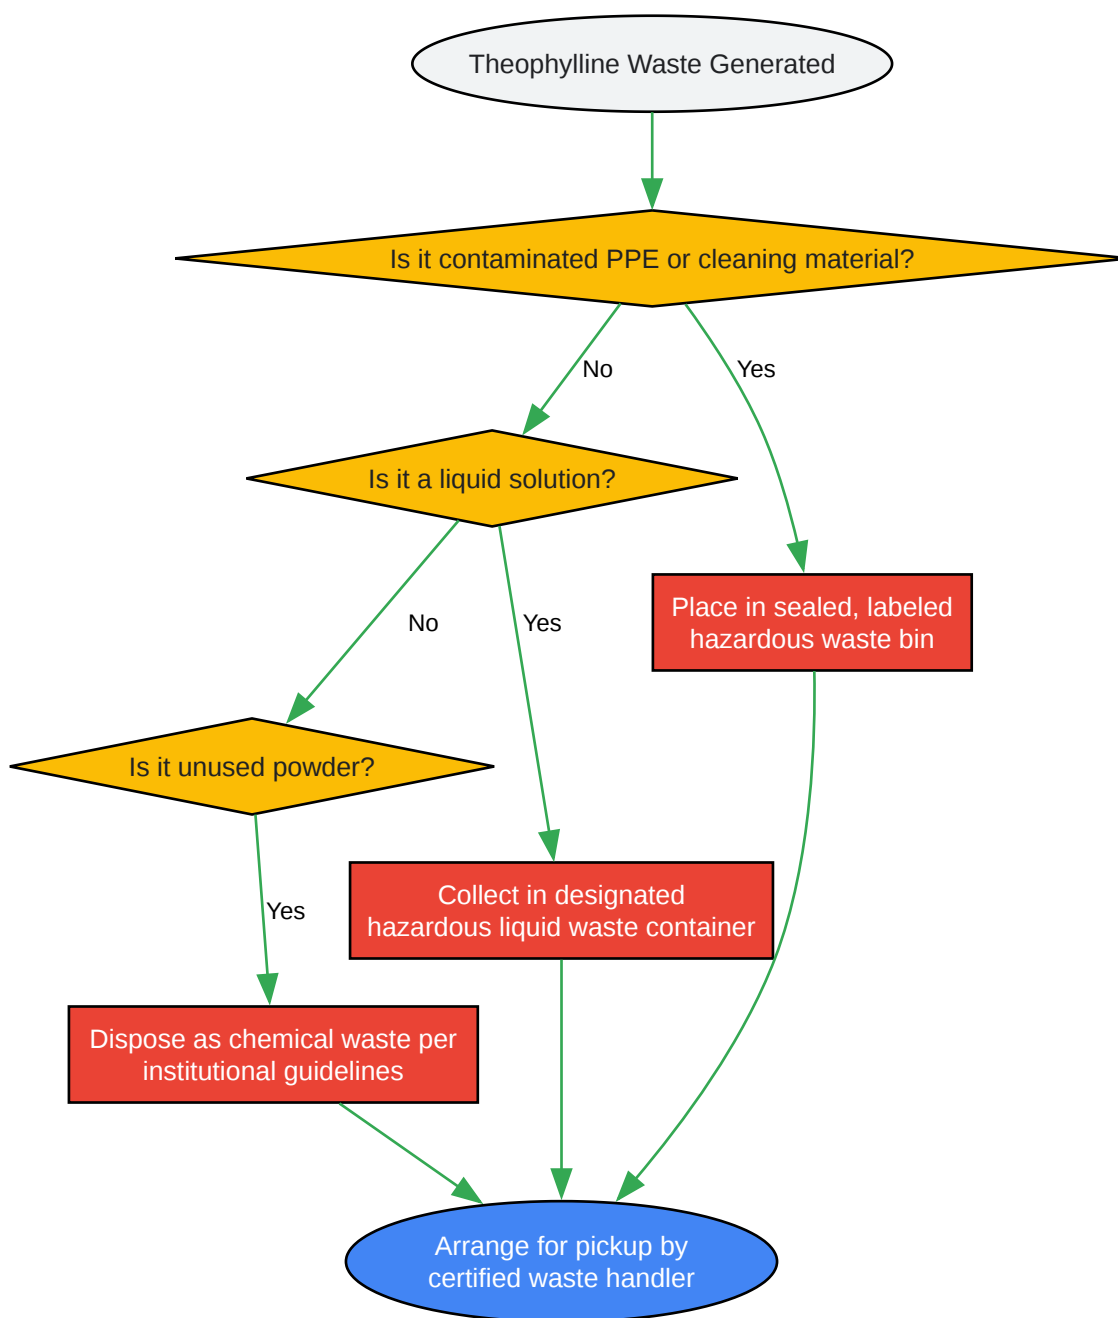 Theophylline Waste Generated
Is it contaminated PPE or cleaning material?
No
Yes
Is it a liquid solution?
No
Yes
Place in sealed, labeled
hazardous waste bin
Is it unused powder?
Yes
Collect in designated
hazardous liquid waste container
Dispose as chemical waste per
institutional guidelines
Arrange for pickup by
certified waste handler